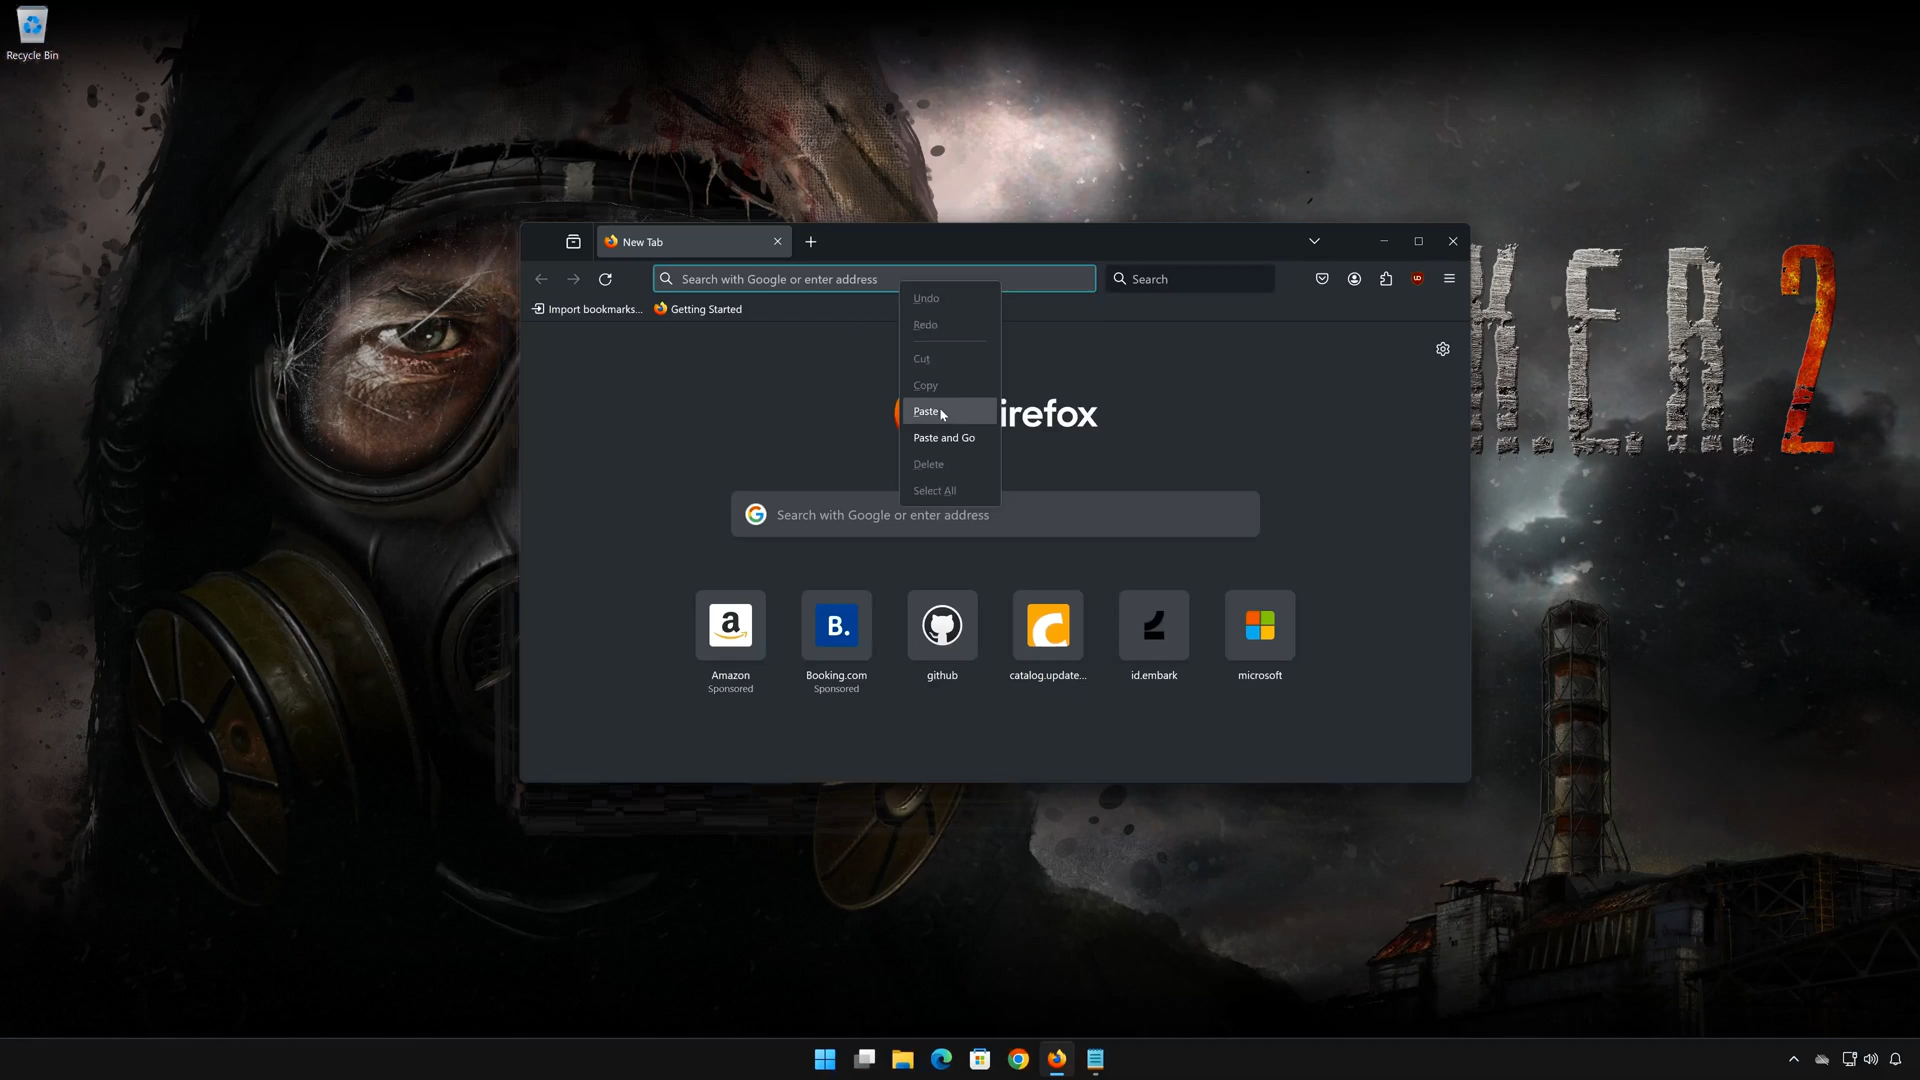 Recycle Bin
New Tab
Search with Google or enter address
Search
Import bookmarks...
Getting Started
Undo
Redo
Cut
Copy
Paste
Paste and Go
Delete
Select All
irefox
K.E.R. 2
Search with Google or enter address
a
B.
Amazon
Sponsored
Booking.com
Sponsored
github
catalog.update...
id.embark
microsoft